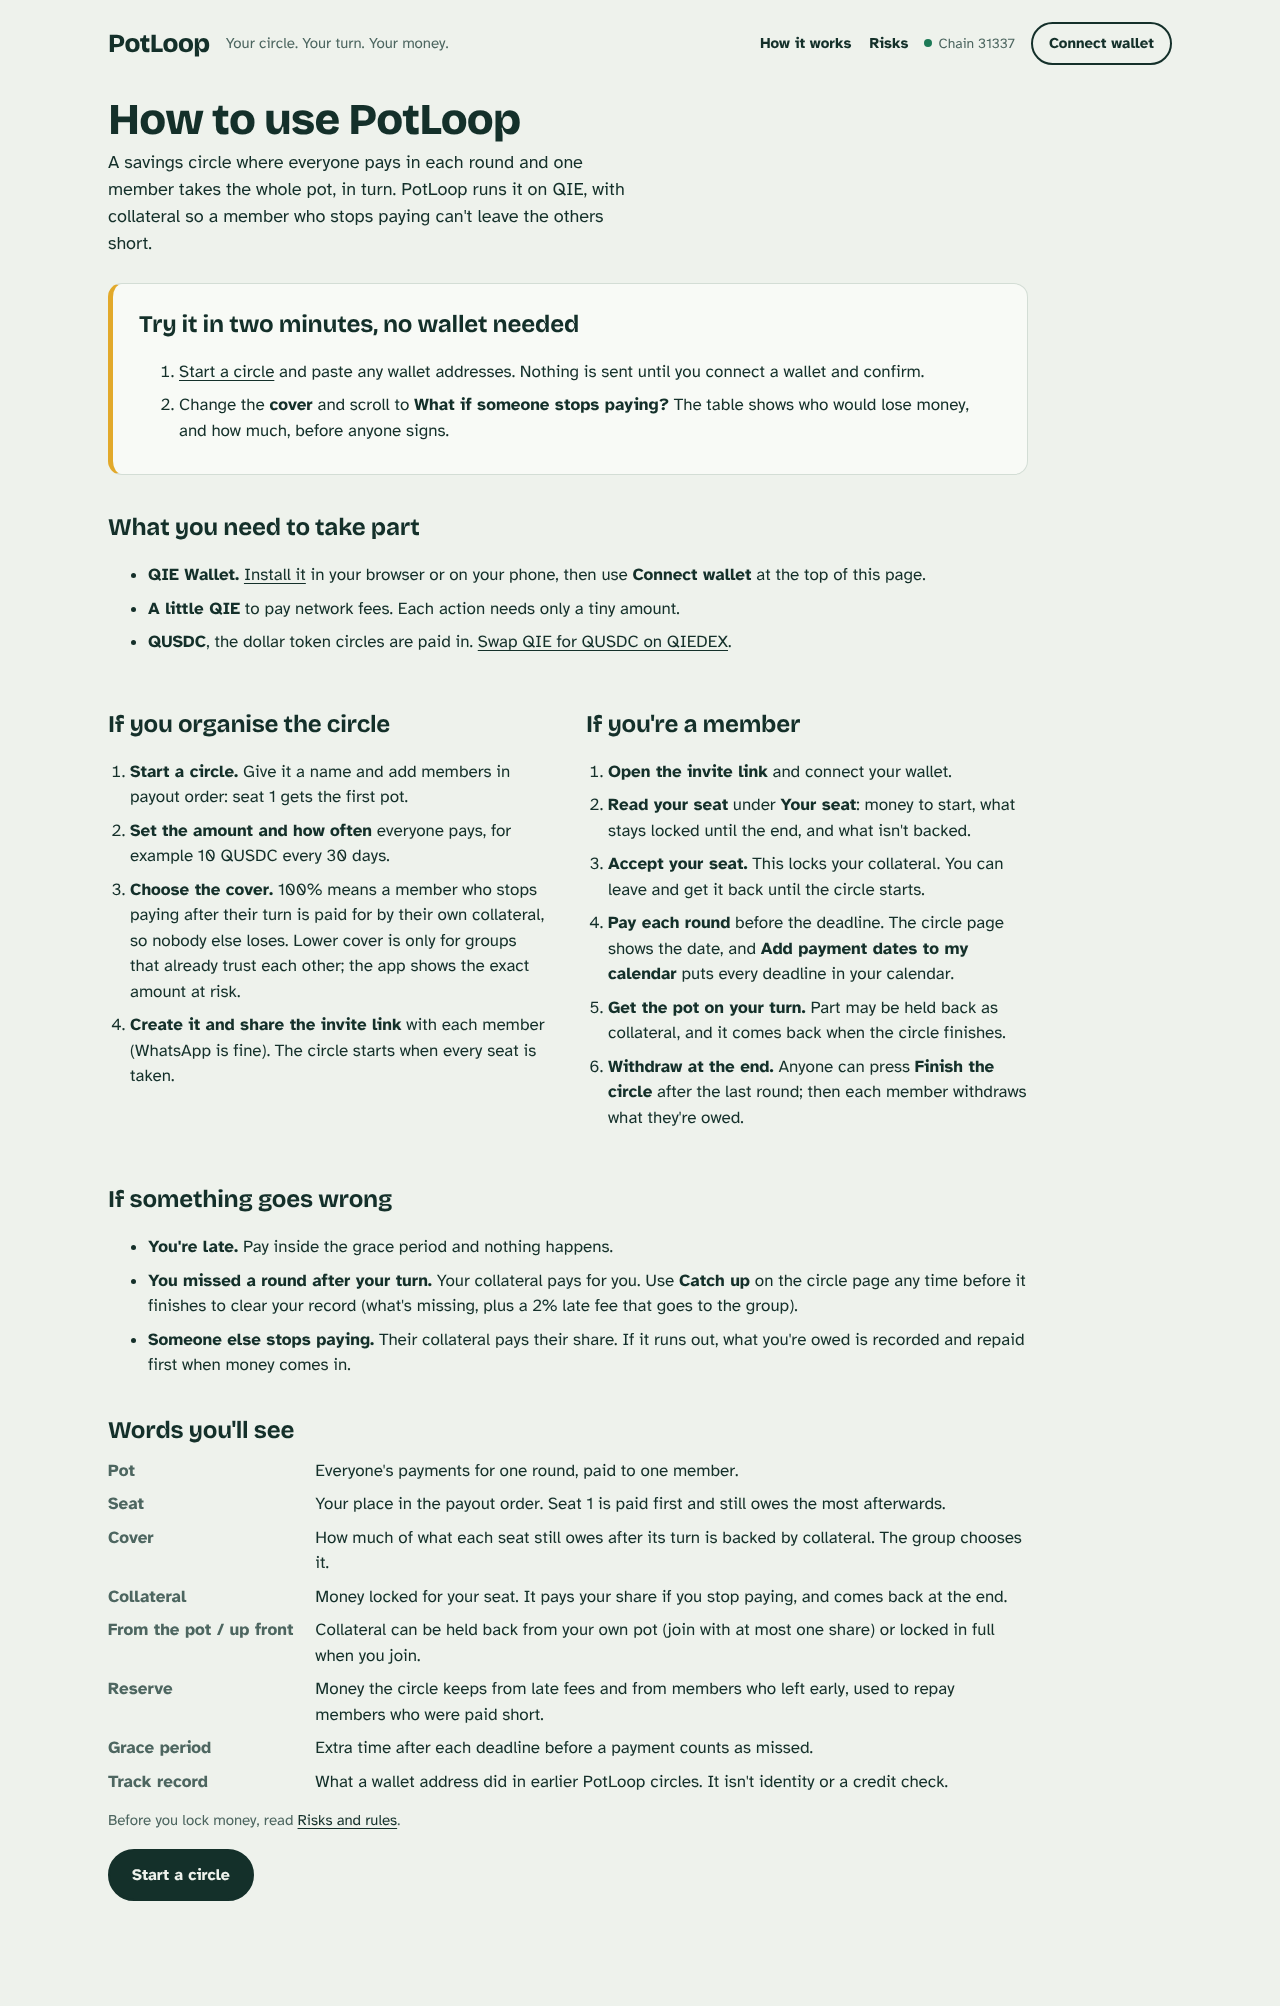 PotLoop
Your circle. Your turn. Your money.
How it works
Risks
Chain 31337
Connect wallet
How to use PotLoop
A savings circle where everyone pays in each round and one
member takes the whole pot, in turn. PotLoop runs it on QIE, with
collateral so a member who stops paying can't leave the others
short.
Try it in two minutes, no wallet needed
1. Start a circle and paste any wallet addresses. Nothing is sent until you connect a wallet and confirm.
2. Change the cover and scroll to What if someone stops paying? The table shows who would lose money,
and how much, before anyone signs.
What you need to take part
• QIE Wallet. Install it in your browser or on your phone, then use Connect wallet at the top of this page.
• A little QIE to pay network fees. Each action needs only a tiny amount.
• QUSDC, the dollar token circles are paid in. Swap QIE for QUSDC on QIEDEX.
If you organise the circle
1. Start a circle. Give it a name and add members in
payout order: seat 1 gets the first pot.
2. Set the amount and how often everyone pays, for
example 10 QUSDC every 30 days.
3. Choose the cover. 100% means a member who stops
paying after their turn is paid for by their own collateral,
so nobody else loses. Lower cover is only for groups
that already trust each other; the app shows the exact
amount at risk.
4. Create it and share the invite link with each member
(WhatsApp is fine). The circle starts when every seat is
taken.
If you're a member
1. Open the invite link and connect your wallet.
2. Read your seat under Your seat: money to start, what
stays locked until the end, and what isn't backed.
3. Accept your seat. This locks your collateral. You can
leave and get it back until the circle starts.
4. Pay each round before the deadline. The circle page
shows the date, and Add payment dates to my
calendar puts every deadline in your calendar.
5. Get the pot on your turn. Part may be held back as
collateral, and it comes back when the circle finishes.
6. Withdraw at the end. Anyone can press Finish the
circle after the last round; then each member withdraws
what they're owed.
If something goes wrong
• You're late. Pay inside the grace period and nothing happens.
• You missed a round after your turn. Your collateral pays for you. Use Catch up on the circle page any time before it
finishes to clear your record (what's missing, plus a 2% late fee that goes to the group).
• Someone else stops paying. Their collateral pays their share. If it runs out, what you're owed is recorded and repaid
first when money comes in.
Words you'll see
Pot
Everyone's payments for one round, paid to one member.
Seat
Your place in the payout order. Seat 1 is paid first and still owes the most afterwards.
Cover
How much of what each seat still owes after its turn is backed by collateral. The group chooses
it.
Collateral
Money locked for your seat. It pays your share if you stop paying, and comes back at the end.
From the pot / up front
Collateral can be held back from your own pot (join with at most one share) or locked in full
when you join.
Reserve
Money the circle keeps from late fees and from members who left early, used to repay
members who were paid short.
Grace period
Extra time after each deadline before a payment counts as missed.
Track record
What a wallet address did in earlier PotLoop circles. It isn't identity or a credit check.
Before you lock money, read Risks and rules.
Start a circle